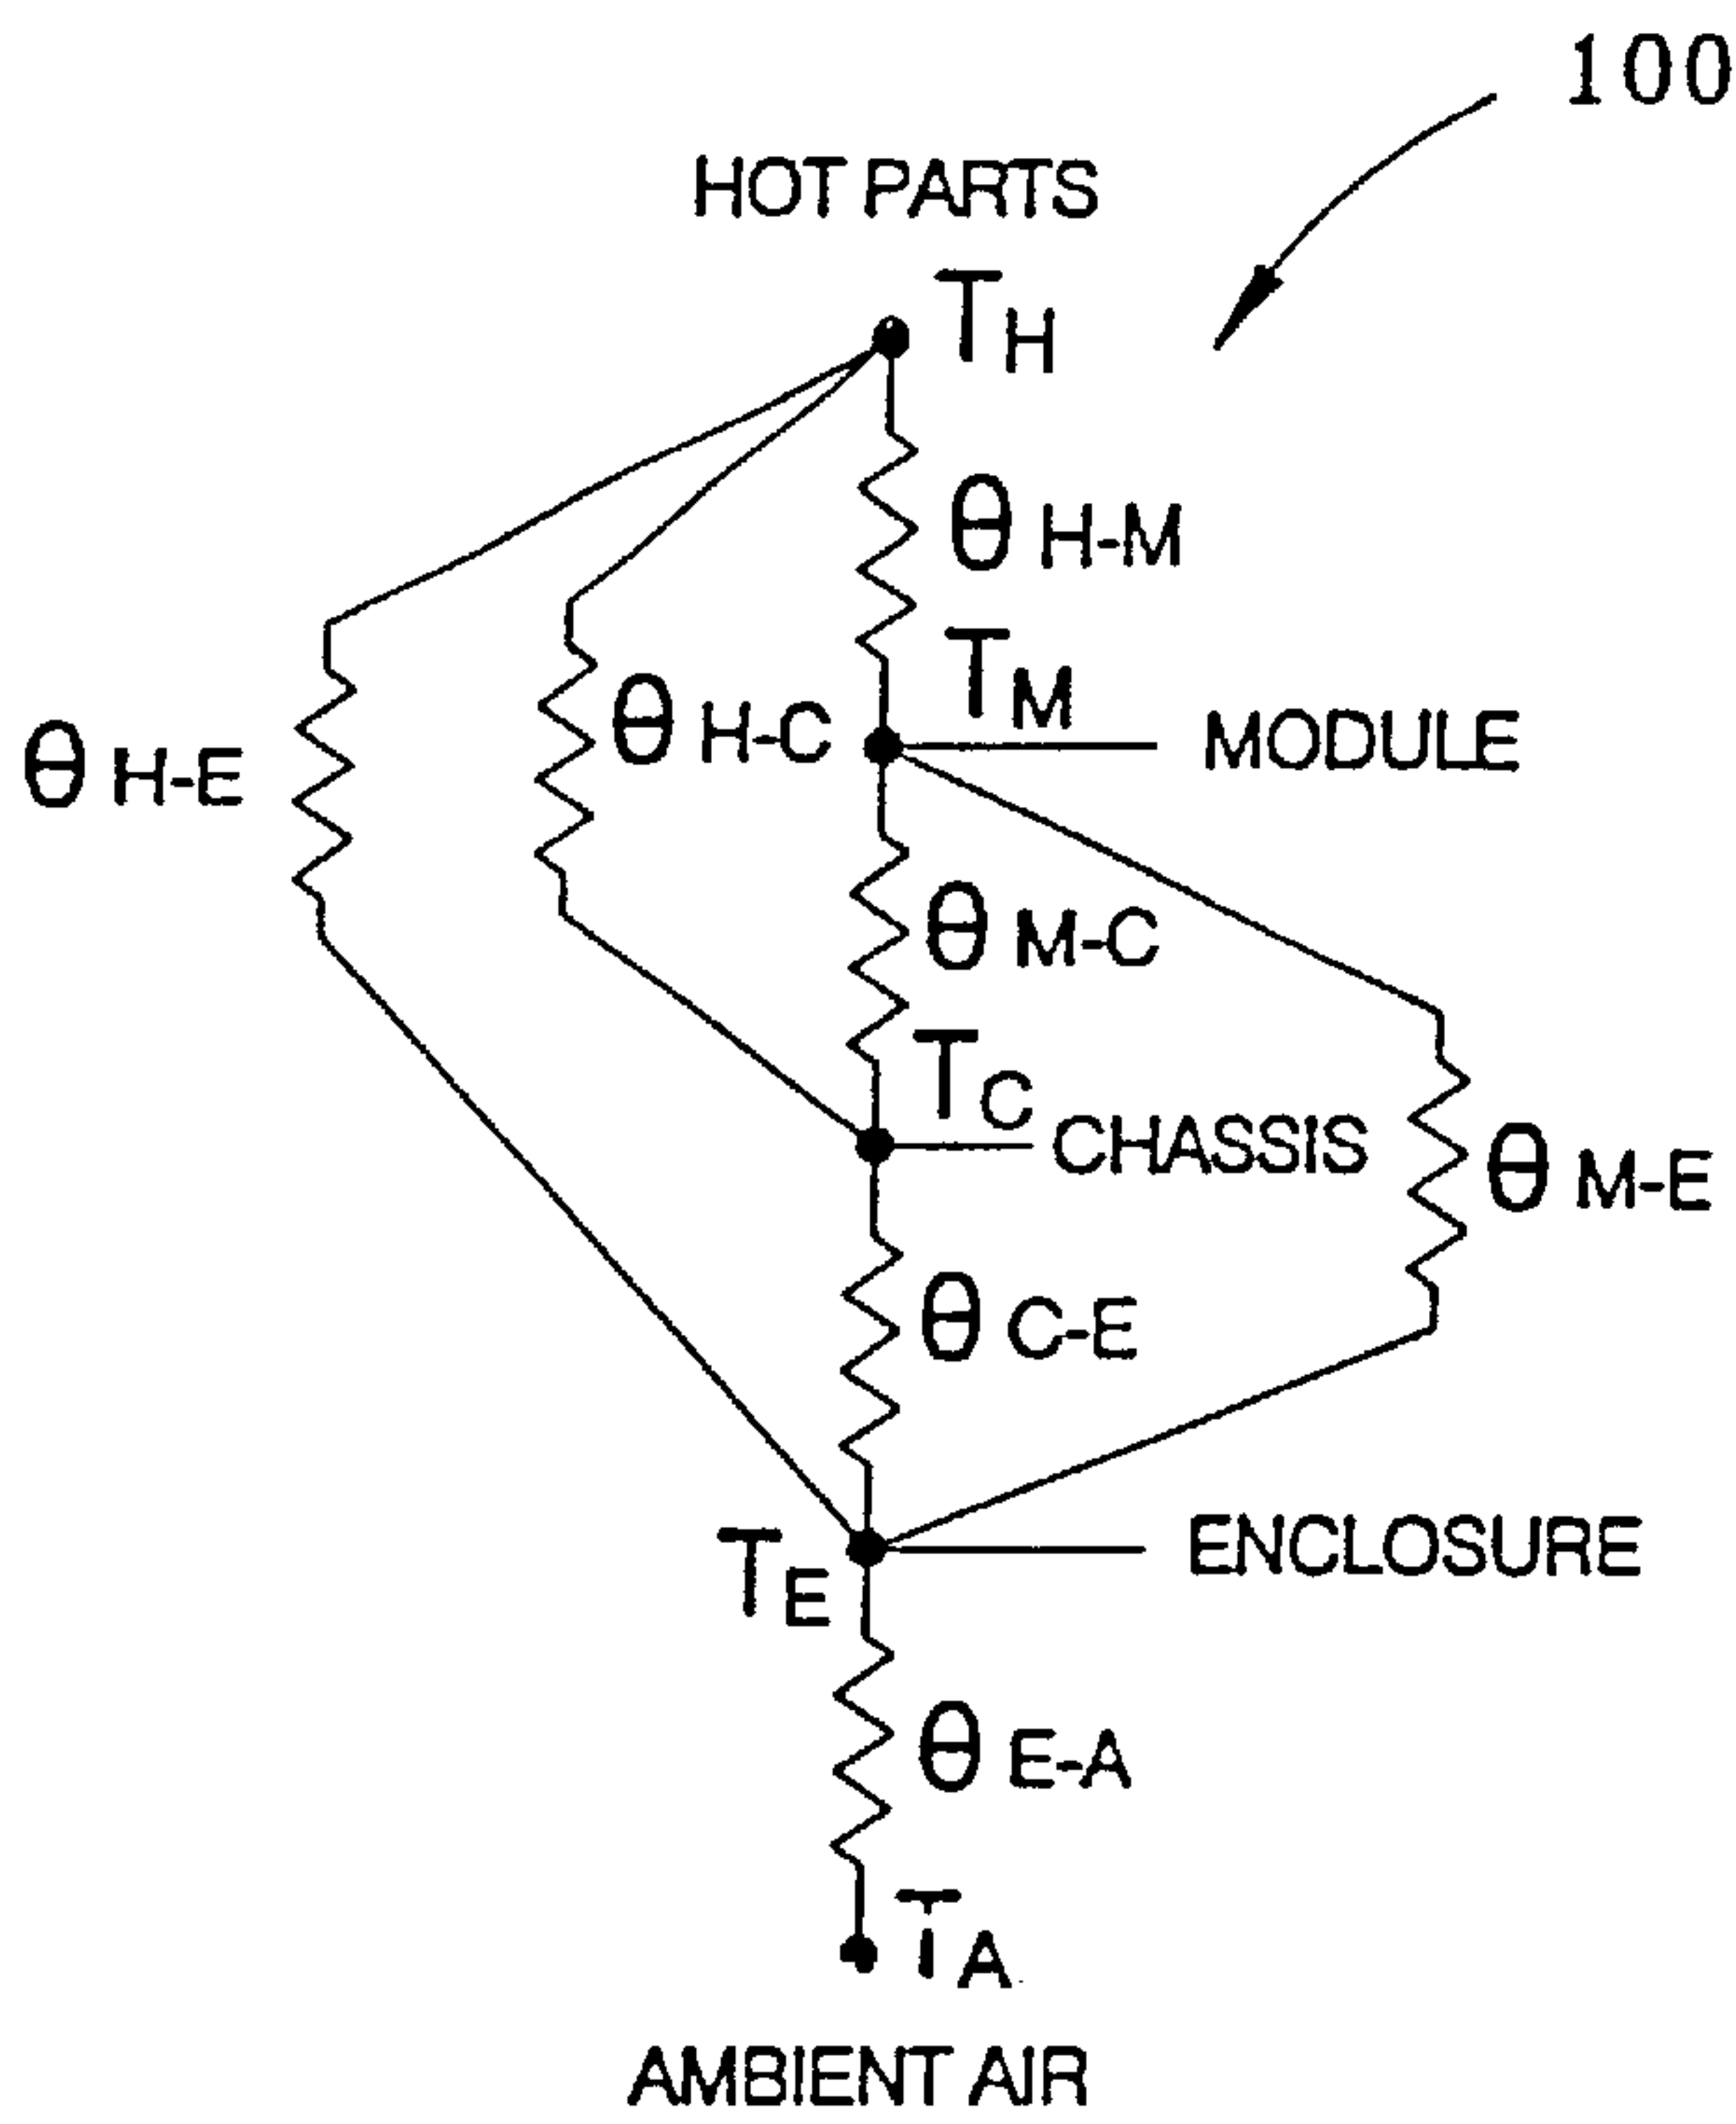 100
HOT PARTS
TH
θ H-M
TM
θ H-C
MODULE
θ H-E
θ M-C
TC
CHASSIS
θ M-E
θ C-E
ENCLOSURE
TE
θ E-A
TA
AMBIENT AIR